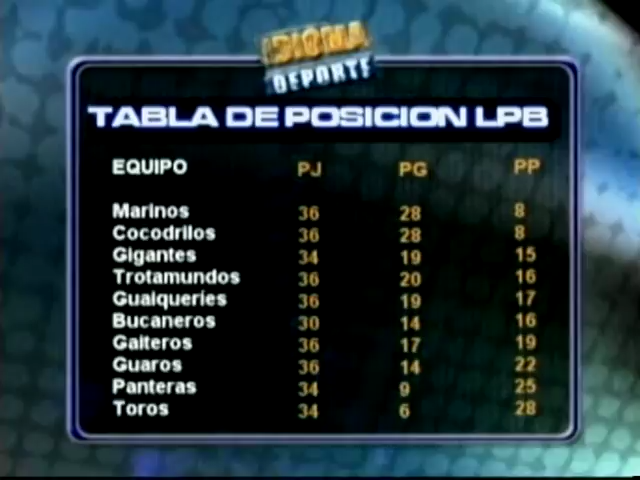 IDIOMA
DEPORTE
TABLA DE POSICION LPB
EQUIPO PJ PG PP
Marinos 36 28 8
Cocodrilos 36 28 8
Gigantes 34 19 15
Trotamundos 36 20 16
Guaiqueríes 36 19 17
Bucaneros 30 14 16
Gaiteros 36 17 19
Guaros 36 14 22
Panteras 34 9 25
Toros 34 6 28